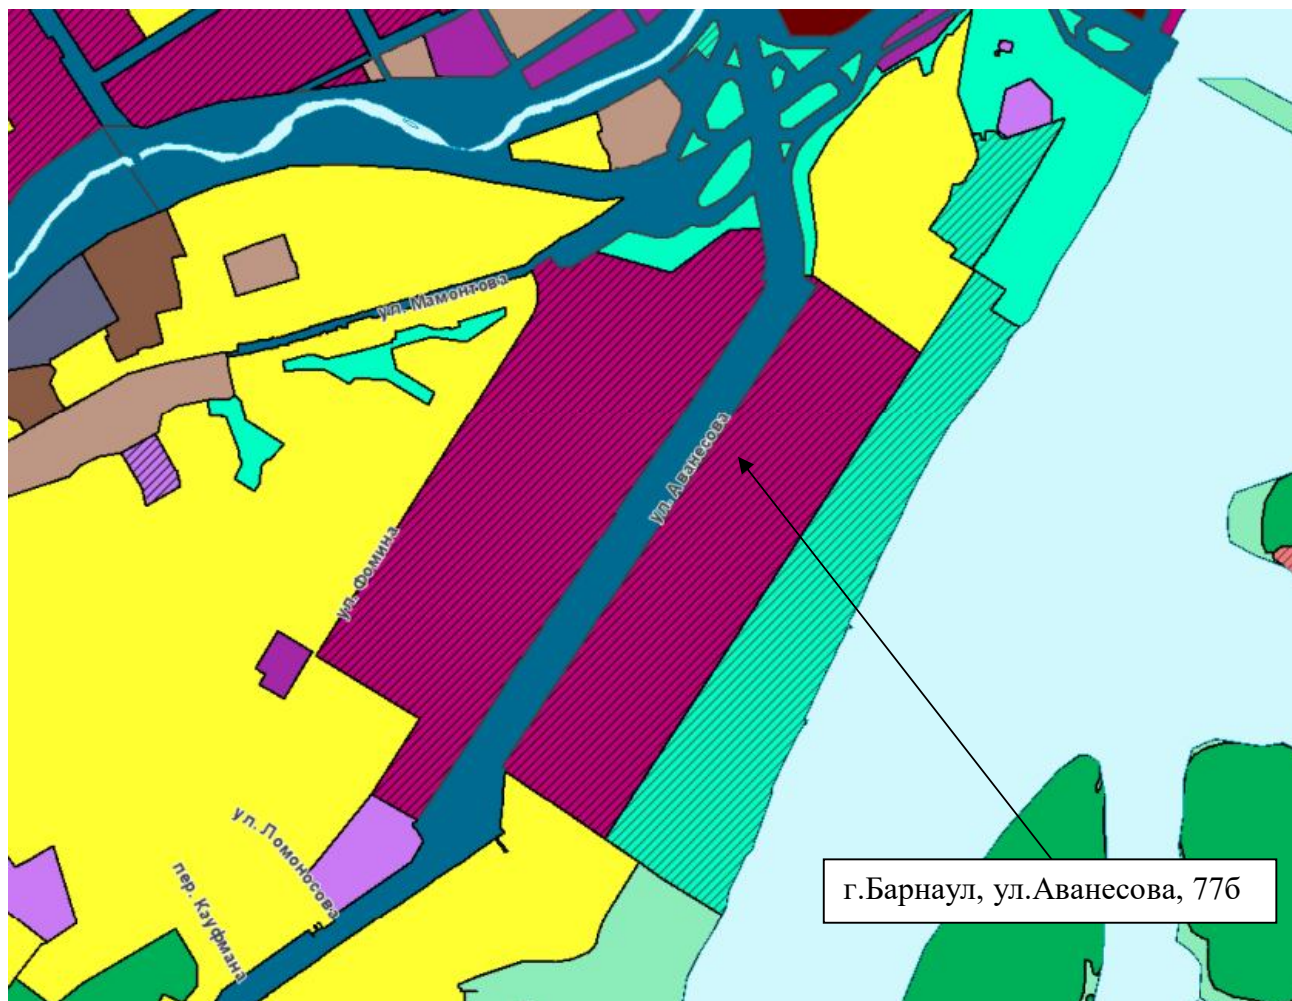 ул. Мамонтова
ул. Аванесова
ул. Фомина
ул. Ломоносова
пер. Кауфмана
г.Барнаул, ул.Аванесова, 77б